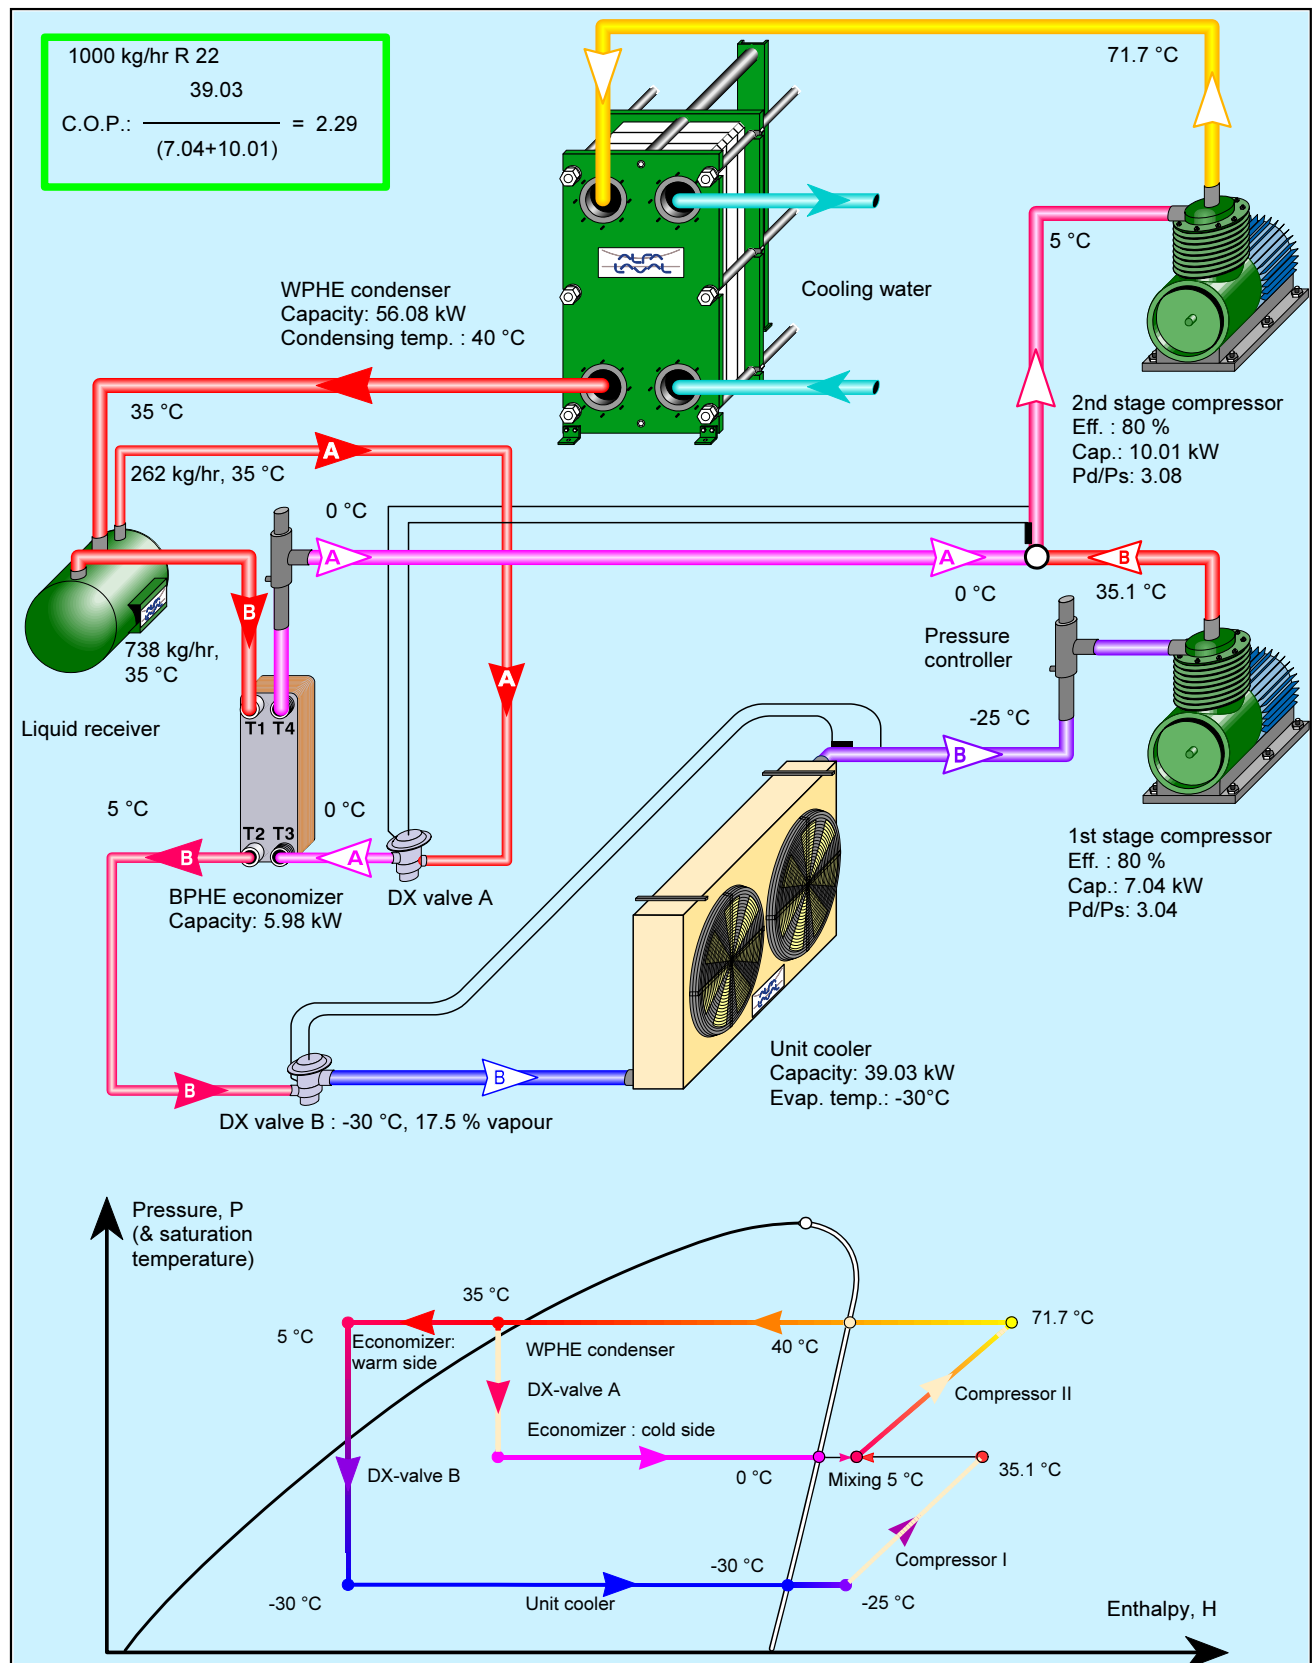 1000 kg/hr R 22
39.03
C.O.P.: = 2.29
(7.04+10.01)
71.7 °C
5 °C
WPHE condenser
Capacity: 56.08 kW
Condensing temp. : 40 °C
ALFA
LAVAL
Cooling water
35 °C
2nd stage compressor
Eff. : 80 %
Cap.: 10.01 kW
Pd/Ps: 3.08
A
262 kg/hr, 35 °C
0 °C
A
A
B
0 °C
35.1 °C
B
738 kg/hr,
35 °C
Pressure
controller
A
Liquid receiver
T1 T4
-25 °C
B
5 °C
0 °C
T2 T3
B
A
BPHE economizer
Capacity: 5.98 kW
DX valve A
1st stage compressor
Eff. : 80 %
Cap.: 7.04 kW
Pd/Ps: 3.04
Unit cooler
Capacity: 39.03 kW
Evap. temp.: -30°C
B
B
DX valve B : -30 °C, 17.5 % vapour
Pressure, P
(& saturation
temperature)
35 °C
5 °C
Economizer:
warm side
WPHE condenser
40 °C
71.7 °C
DX-valve A
Compressor II
Economizer : cold side
DX-valve B
0 °C
Mixing 5 °C
35.1 °C
-30 °C
Compressor I
-30 °C
Unit cooler
-25 °C
Enthalpy, H